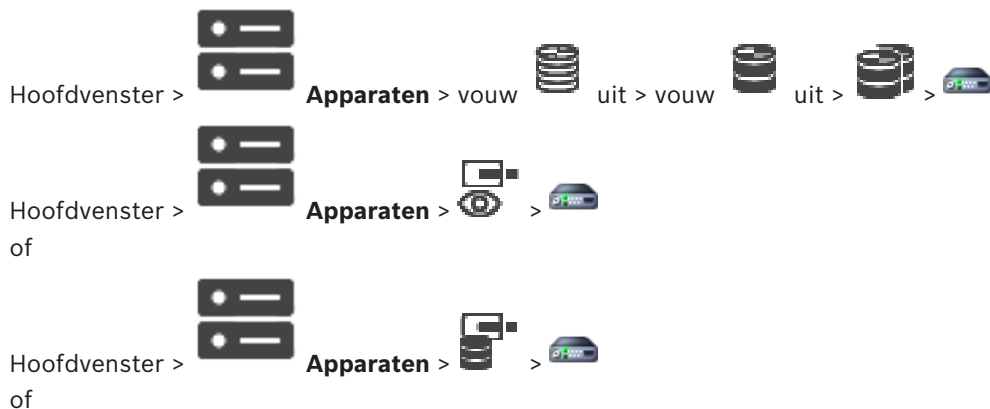 Hoofdvenster > Apparaten > vouw uit > vouw uit > >
Hoofdvenster > Apparaten > >
of
Hoofdvenster > Apparaten > >
of